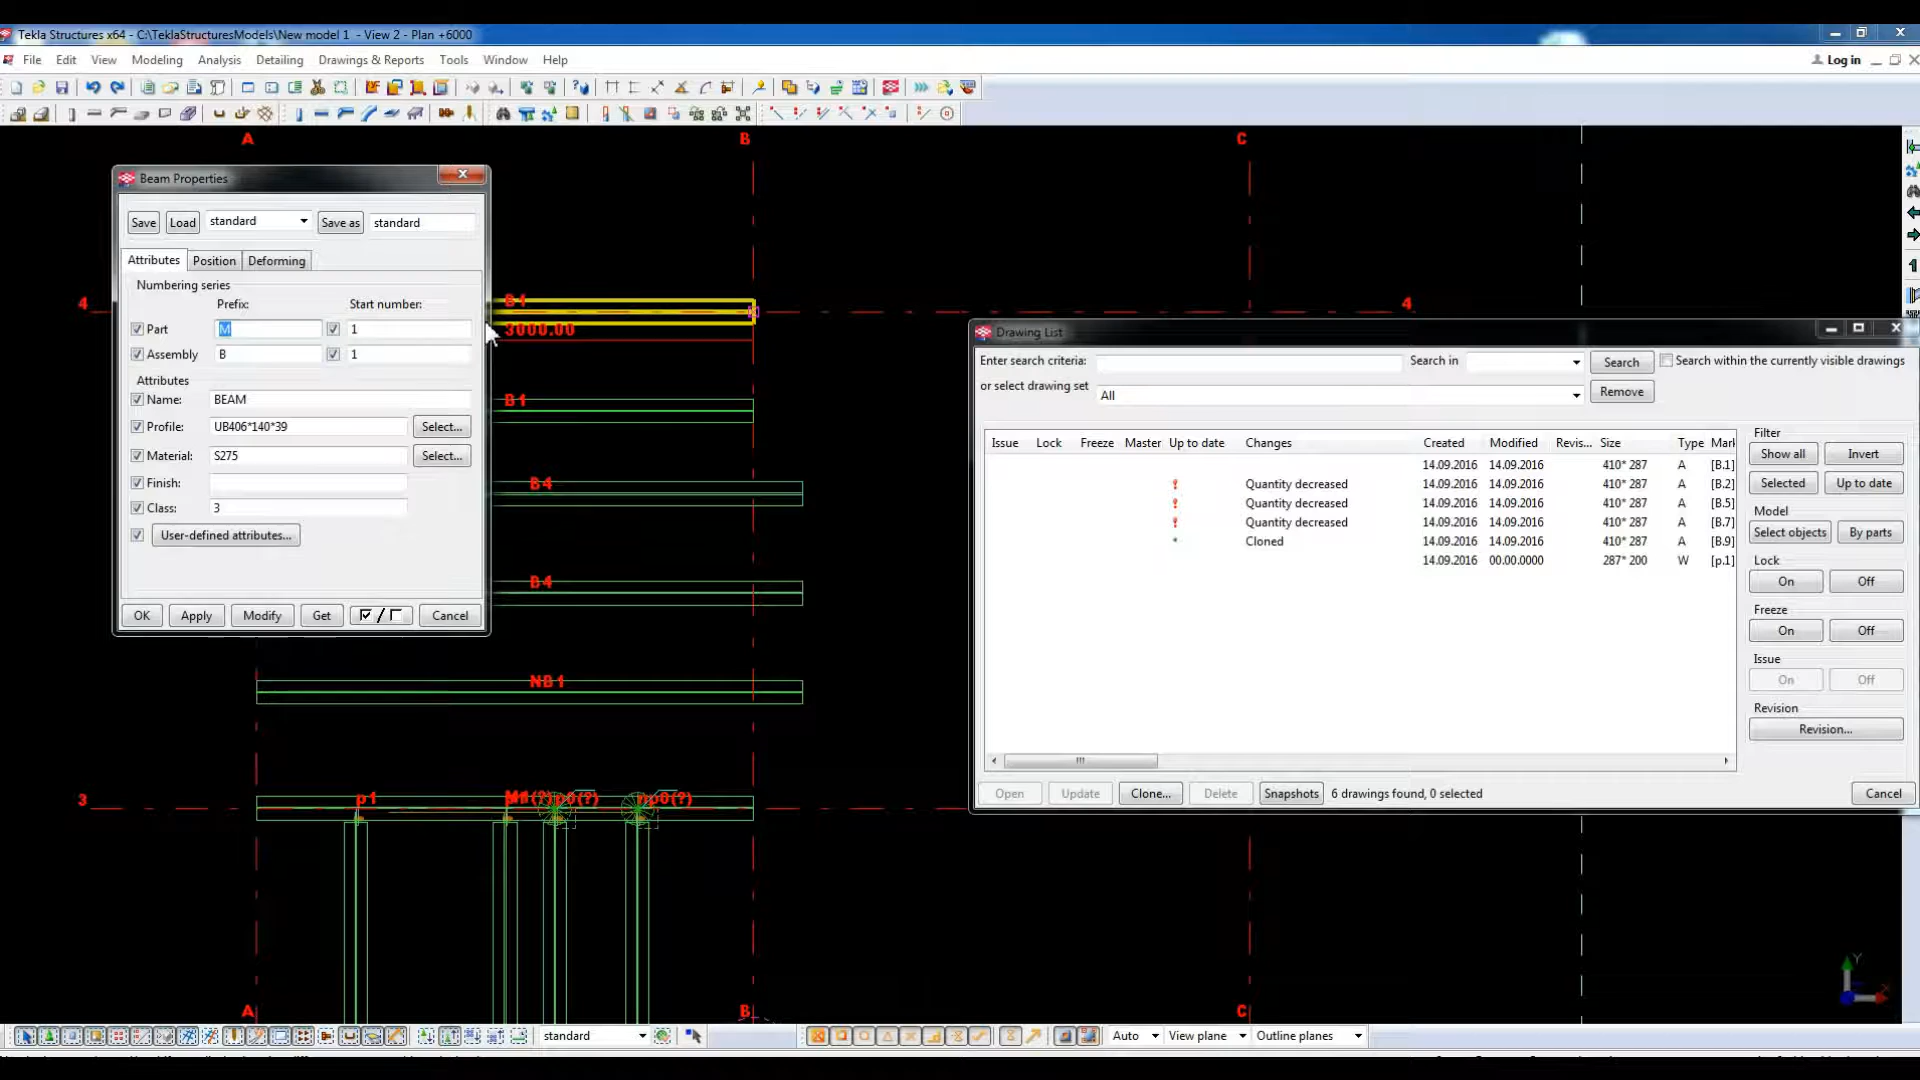 Tekla Structures x64 - C:\TeklaStructuresModels\New model 1 - View 2 - Plan +6000
File Edit View Modeling Analysis Detailing Drawings & Reports Tools Window Help
Log in
A B C
Beam Properties
Save Load standard Save as standard
Attributes Position Deforming
Numbering series
Prefix: Start number:
Part M 1
Assembly B 1
Attributes
Name: BEAM
Profile: UB406*140*39 Select...
Material: S275 Select...
Finish:
Class: 3
User-defined attributes...
OK Apply Modify Get / Cancel
4 B1 4
3000.00
B1
B4
B4
NB1
3 p1
A B C
Drawing List
Enter search criteria: Search in Search Search within the currently visible drawings
or select drawing set All Remove
Issue Lock Freeze Master Up to date Changes Created Modified Revis... Size Type Mark
14.09.2016 14.09.2016 410* 287 A [B.1]
! Quantity decreased 14.09.2016 14.09.2016 410* 287 A [B.2]
! Quantity decreased 14.09.2016 14.09.2016 410* 287 A [B.5]
! Quantity decreased 14.09.2016 14.09.2016 410* 287 A [B.7]
* Cloned 14.09.2016 14.09.2016 410* 287 A [B.9]
14.09.2016 00.00.0000 287* 200 W [p.1]
Filter
Show all Invert
Selected Up to date
Model
Select objects By parts
Lock
On Off
Freeze
On Off
Issue
On Off
Revision
Revision...
Open Update Clone... Delete Snapshots 6 drawings found, 0 selected Cancel
Y
standard Auto View plane Outline planes